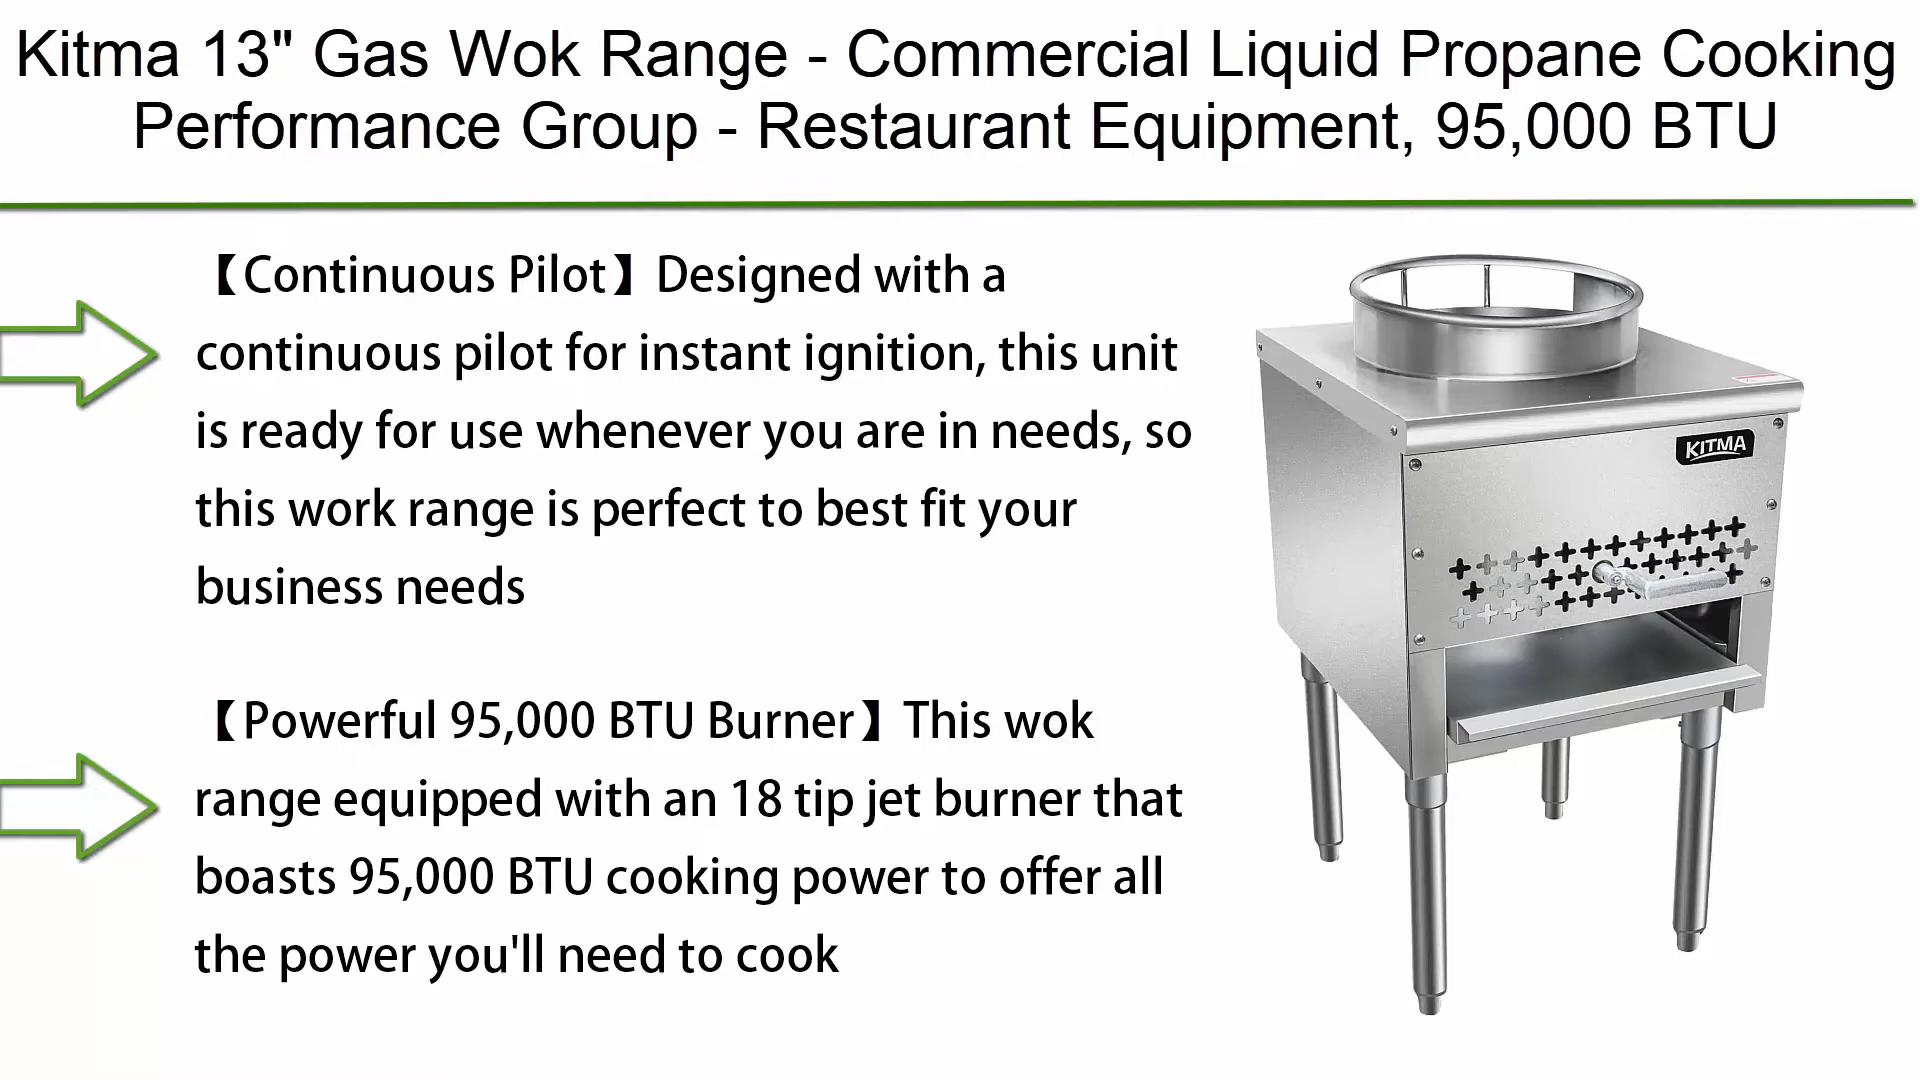 Kitma 13" Gas Wok Range - Commercial Liquid Propane Cooking
Performance Group - Restaurant Equipment, 95,000 BTU
【Continuous Pilot】Designed with a
continuous pilot for instant ignition, this unit
is ready for use whenever you are in needs, so
this work range is perfect to best fit your
business needs
KITMA
【Powerful 95,000 BTU Burner】This wok
range equipped with an 18 tip jet burner that
boasts 95,000 BTU cooking power to offer all
the power you'll need to cook